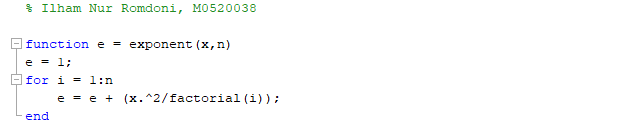 % Ilham Nur Romdoni, M0520038
function e = exponent(x,n)
e = 1;
for i = 1:n
e = e + (x.^2/factorial(i));
end